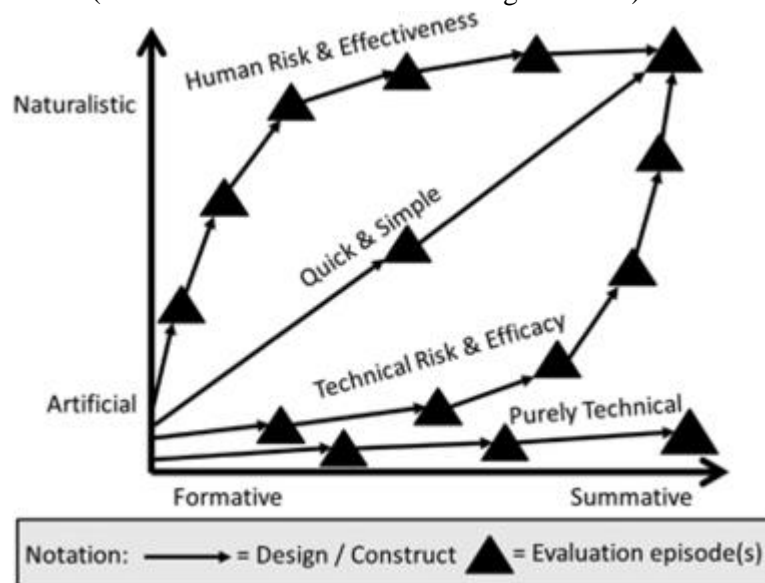 Human Risk & Effectiveness
Naturalistic
Quick & Simple
Technical Risk & Efficacy
Artificial
Purely Technical
Formative Summative
Notation: = Design / Construct = Evaluation episode(s)